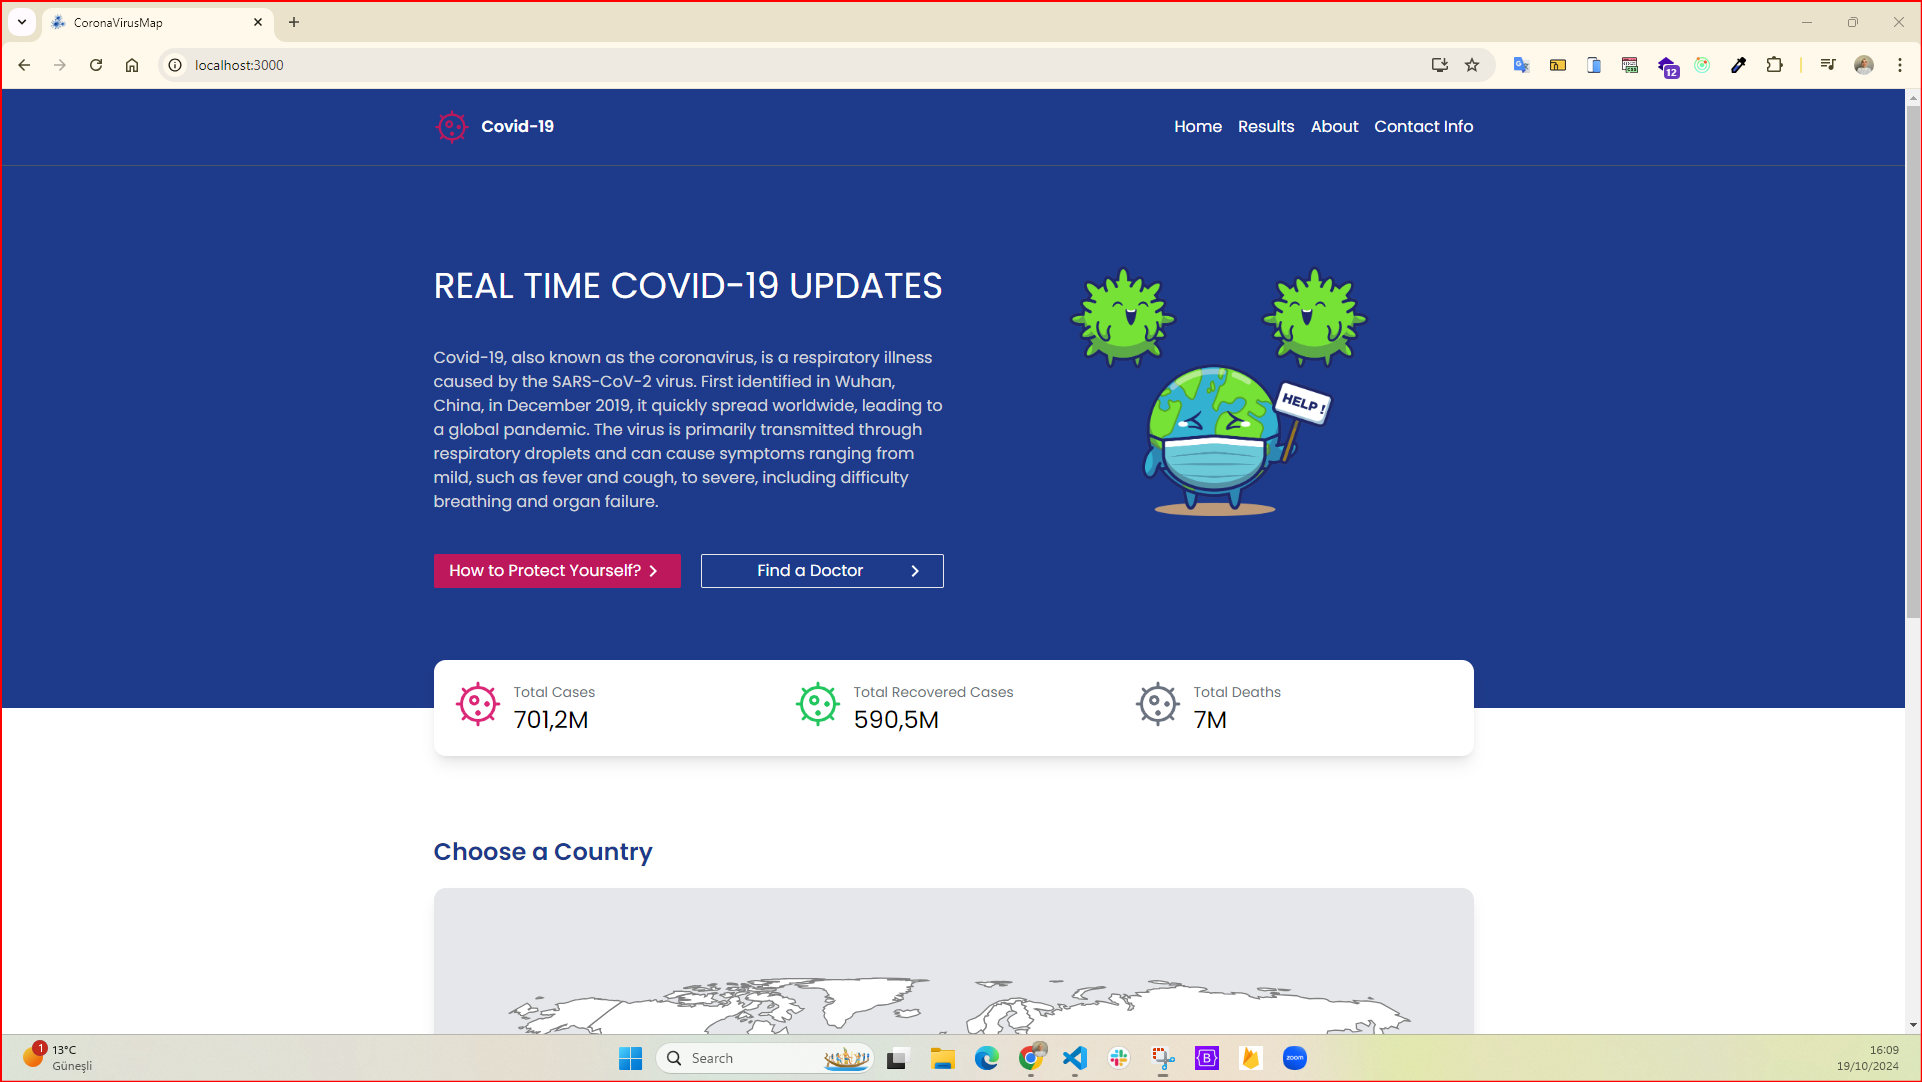 CoronaVirusMap
localhost:3000
12
Covid-19
Home Results About Contact Info
REAL TIME COVID-19 UPDATES
Covid-19, also known as the coronavirus, is a respiratory illness
caused by the SARS-CoV-2 virus. First identified in Wuhan,
China, in December 2019, it quickly spread worldwide, leading to
a global pandemic. The virus is primarily transmitted through
respiratory droplets and can cause symptoms ranging from
mild, such as fever and cough, to severe, including difficulty
breathing and organ failure.
HELP !
How to Protect Yourself?
Find a Doctor
Total Cases
701,2M
Total Recovered Cases
590,5M
Total Deaths
7M
Choose a Country
1
13°C
Güneşli
Search
B
zoom
16:09
19/10/2024